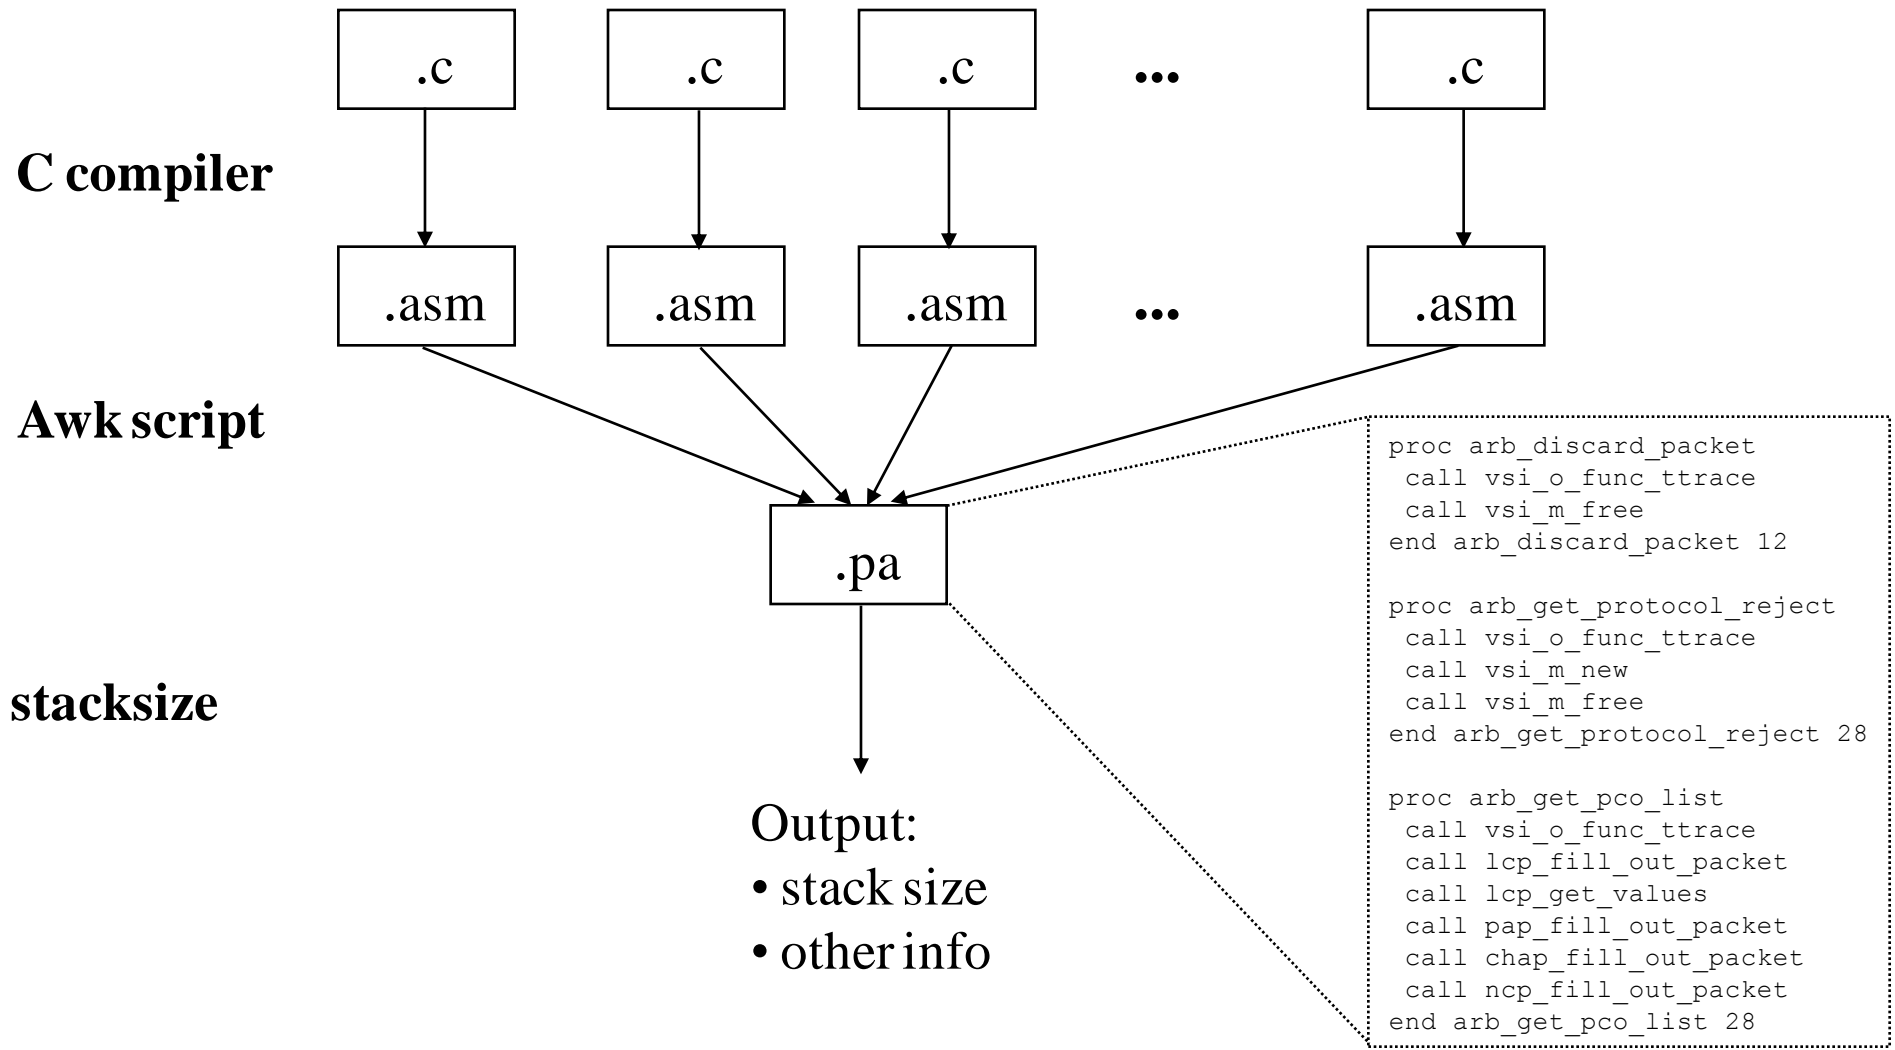 .c .c .c ... .c
C compiler
.asm .asm .asm ... .asm
Awk script
.pa
stacksize
Output:
• stack size
• other info
proc arb_discard_packet
 call vsi_o_func_ttrace
 call vsi_m_free
end arb_discard_packet 12

proc arb_get_protocol_reject
 call vsi_o_func_ttrace
 call vsi_m_new
 call vsi_m_free
end arb_get_protocol_reject 28

proc arb_get_pco_list
 call vsi_o_func_ttrace
 call lcp_fill_out_packet
 call lcp_get_values
 call pap_fill_out_packet
 call chap_fill_out_packet
 call ncp_fill_out_packet
end arb_get_pco_list 28